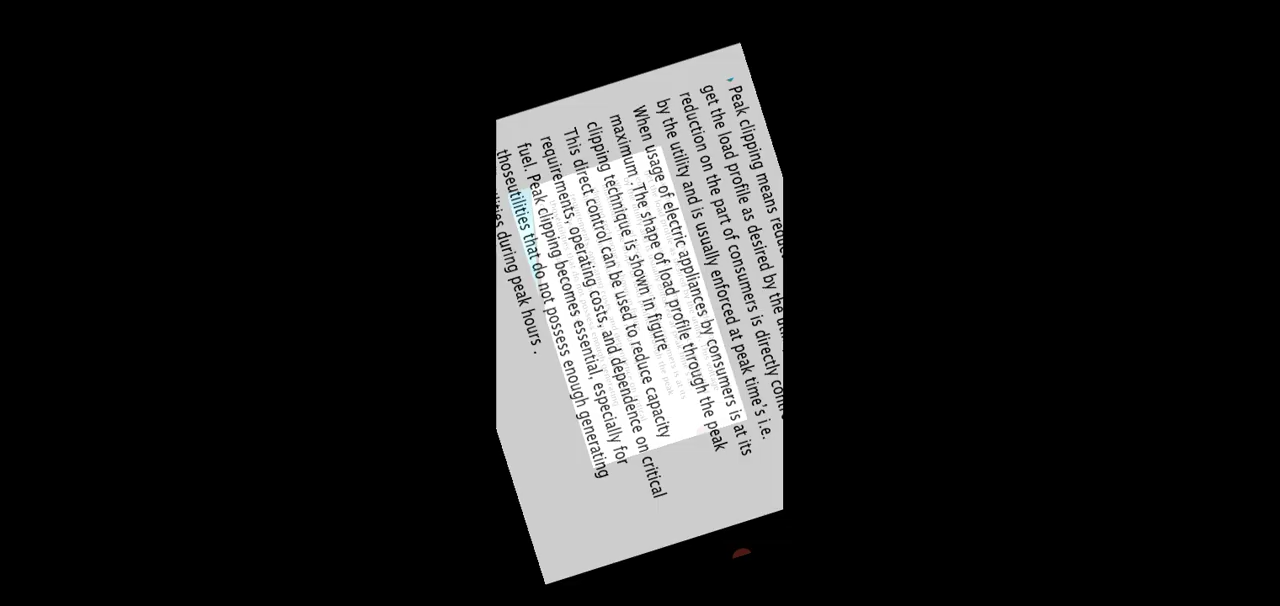 Peak clipping means
get the load profile as desired by the
reduction on the part of consumers is directly
by the utility and is usually enforced at peak time's i.e.
When usage of electric appliances by consumers is at its
maximum .The shape of load profile through the peak
clipping technique is shown in figure
This direct control can be used to reduce capacity
requirements, operating costs, and dependence on critical
fuel. Peak clipping becomes essential, especially for
thoseutilities that do not possess enough generating
during peak hours .